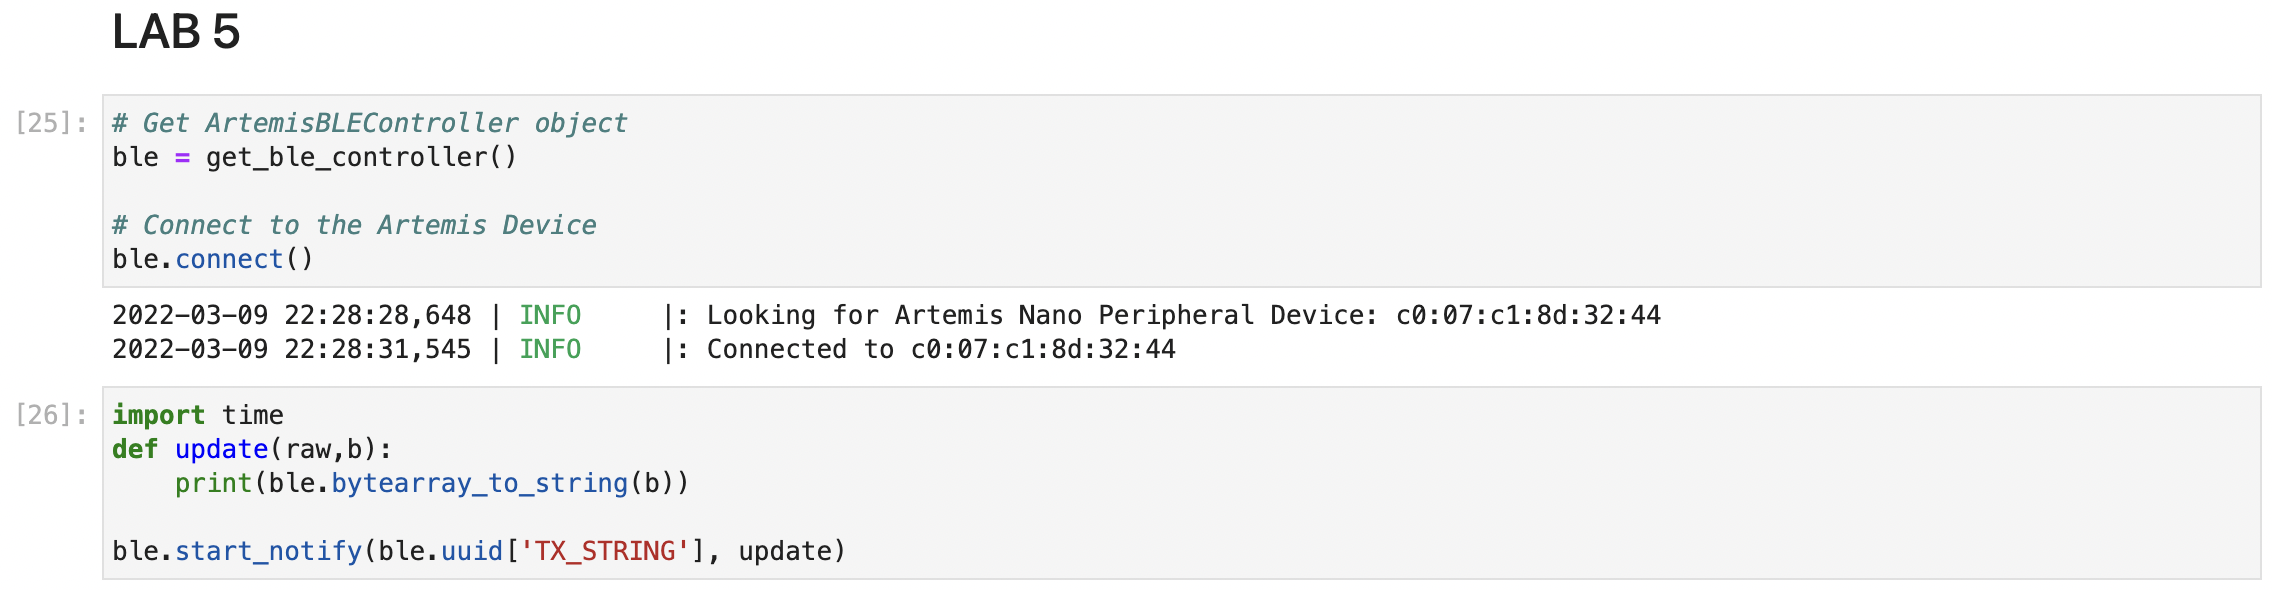 LAB 5
[25]:
# Get ArtemisBLEController object
ble = get_ble_controller()
# Connect to the Artemis Device
ble.connect()
2022-03-09 22:28:28,648 | INFO     |: Looking for Artemis Nano Peripheral Device: c0:07:c1:8d:32:44
2022-03-09 22:28:31,545 | INFO     |: Connected to c0:07:c1:8d:32:44
[26]:
import time
def update(raw,b):
    print(ble.bytearray_to_string(b))
ble.start_notify(ble.uuid['TX_STRING'], update)